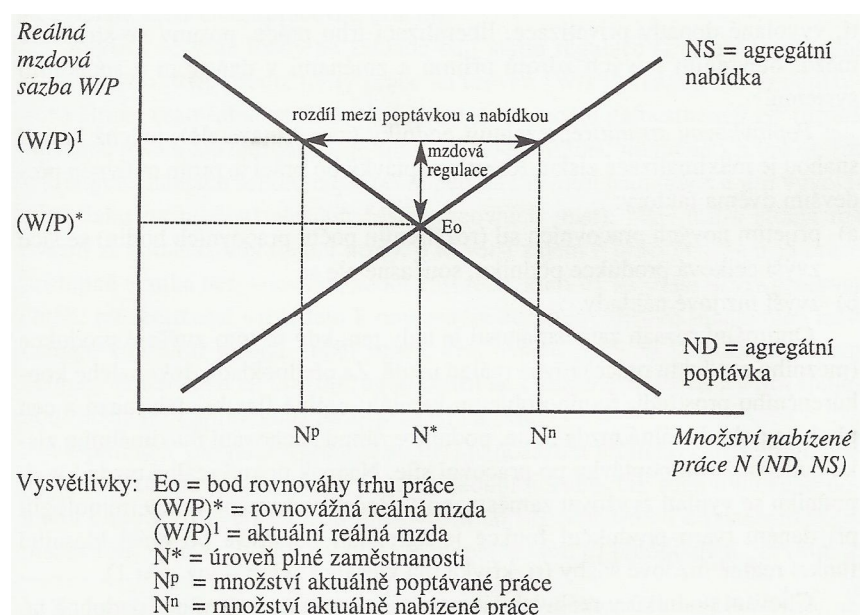 Reálná
mzdová
sazba W/P
NS = agregátní
nabídka
rozdíl mezi poptávkou a nabídkou
(W/P)¹
mzdová
regulace
(W/P)*
Eo
ND = agregátní
poptávka
Nᵖ N* Nⁿ
Množství nabízené
práce N (ND, NS)
Vysvětlivky: Eo = bod rovnováhy trhu práce
(W/P)* = rovnovážná reálná mzda
(W/P)¹ = aktuální reálná mzda
N* = úroveň plné zaměstnanosti
Nᵖ = množství aktuálně poptávané práce
Nⁿ = množství aktuálně nabízené práce